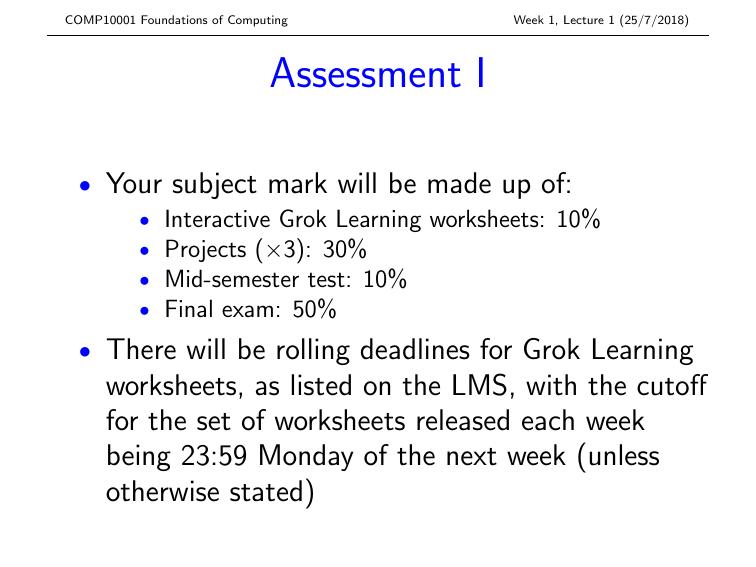 COMP10001 Foundations of Computing Week 1, Lecture 1 (25/7/2018)
Assessment I
• Your subject mark will be made up of:
• Interactive Grok Learning worksheets: 10%
• Projects (×3): 30%
• Mid-semester test: 10%
• Final exam: 50%
• There will be rolling deadlines for Grok Learning
worksheets, as listed on the LMS, with the cutoff
for the set of worksheets released each week
being 23:59 Monday of the next week (unless
otherwise stated)